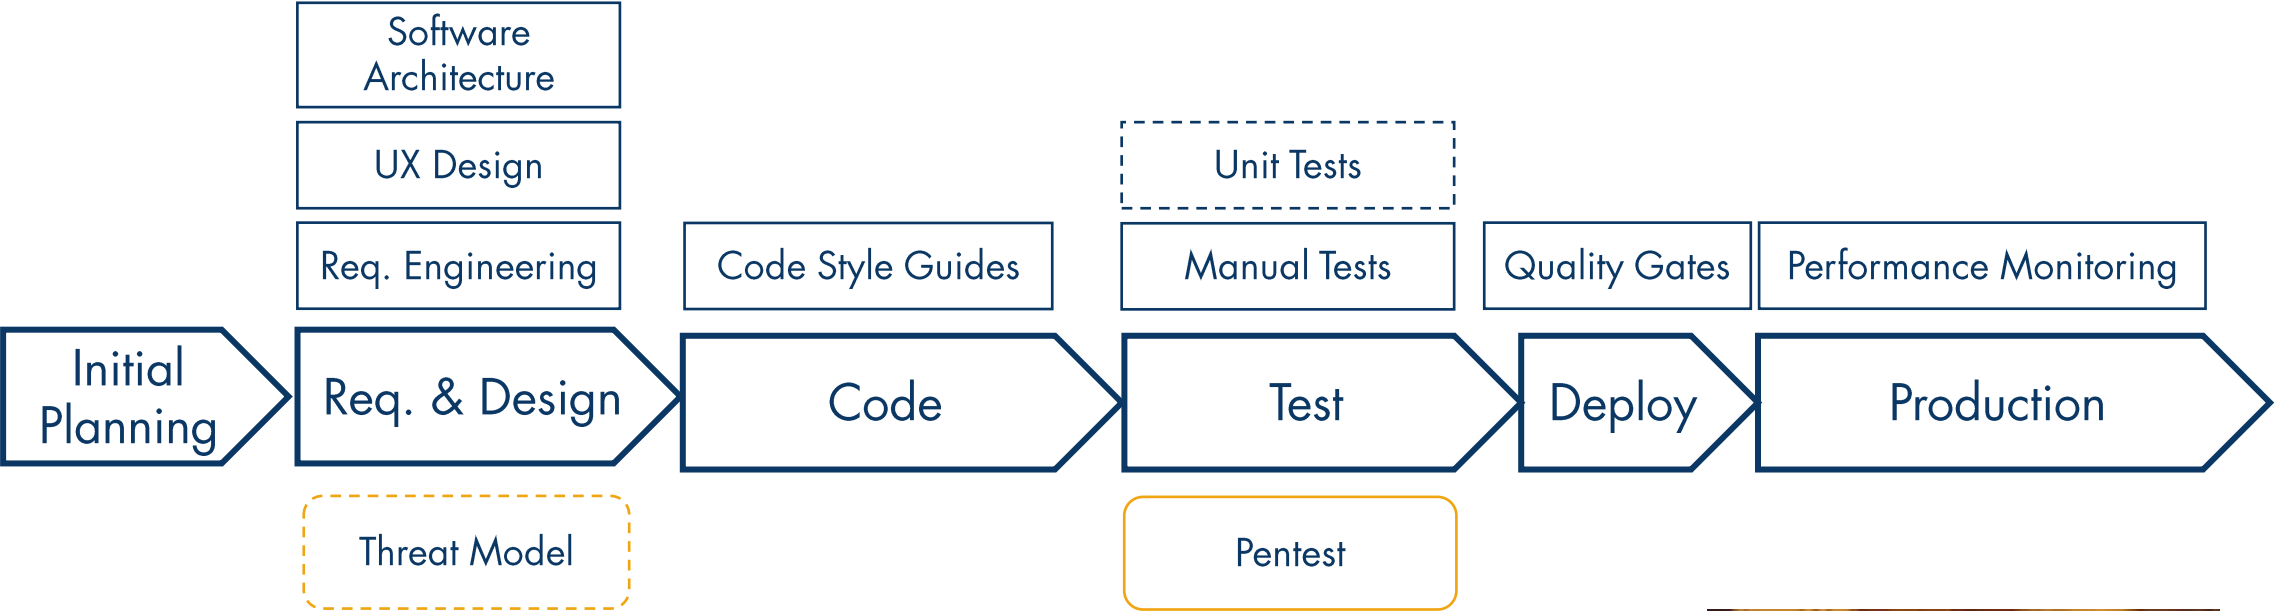 Software
Architecture
UX Design
Unit Tests
Req. Engineering
Code Style Guides
Manual Tests
Quality Gates
Performance Monitoring
Initial
Planning
Req. & Design
Code
Test
Deploy
Production
Threat Model
Pentest